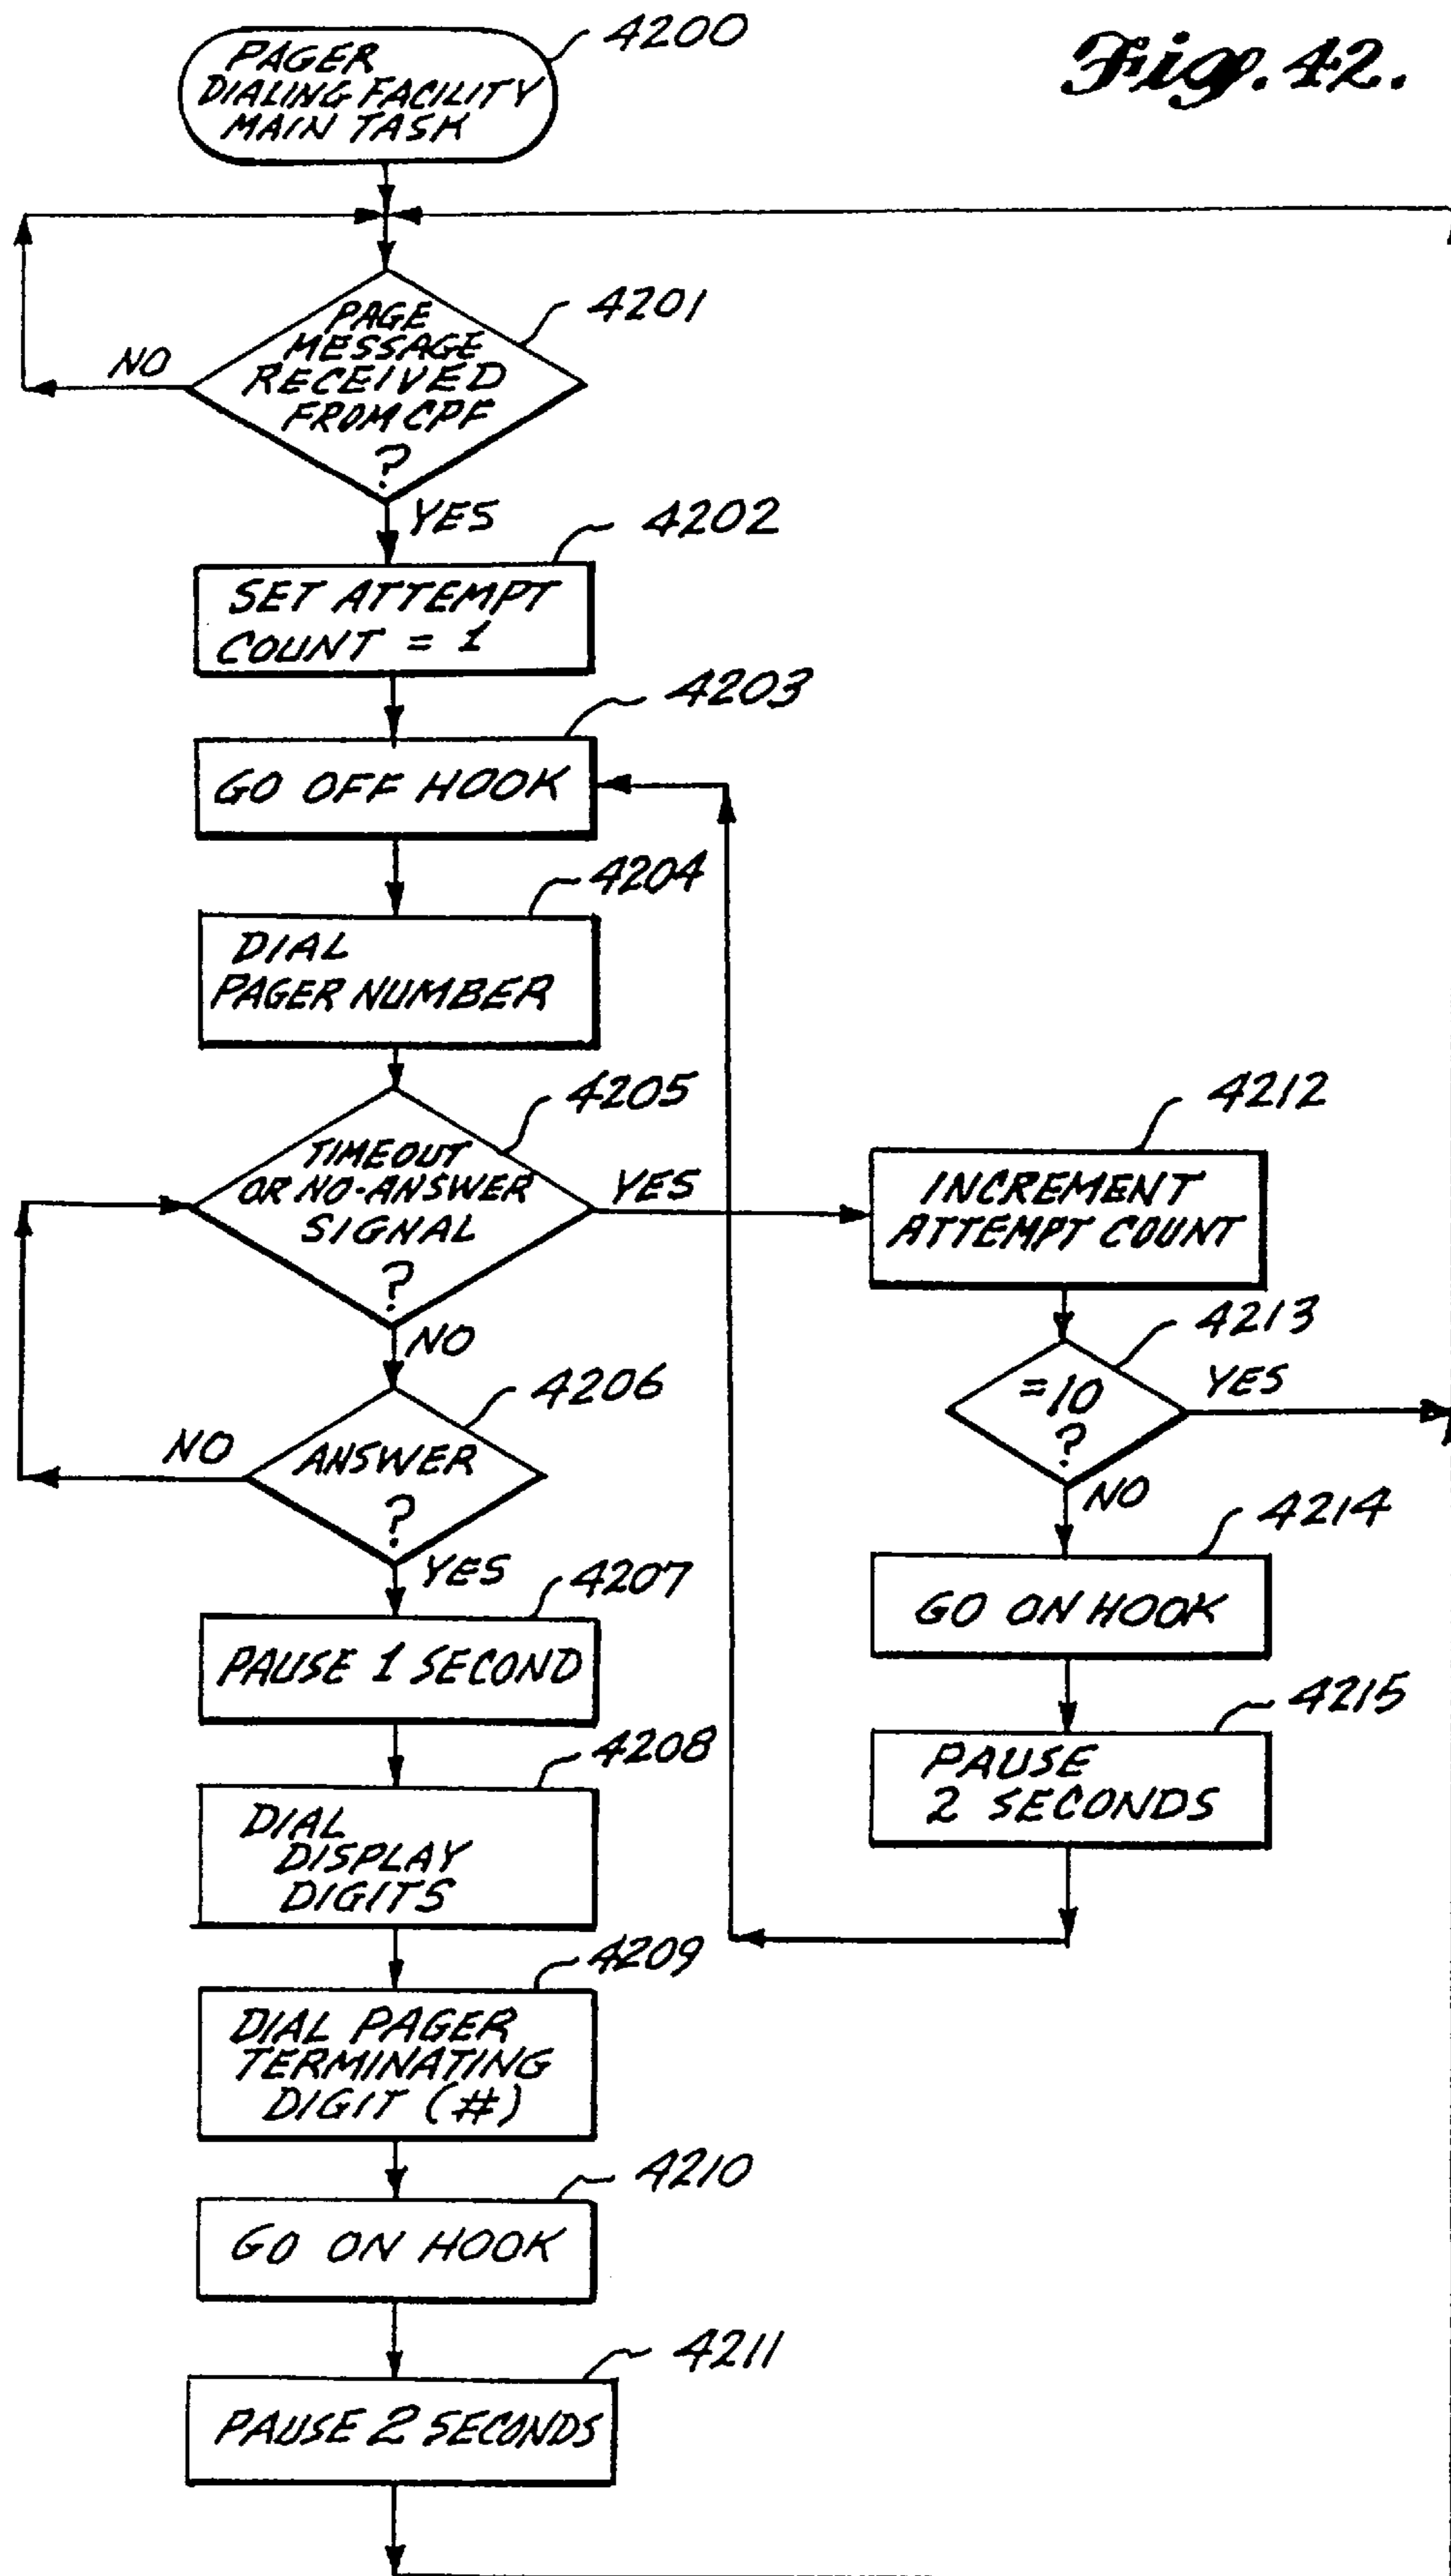 Fig. 42.
4200
PAGER
DIALING FACILITY
MAIN TASK
4201
PAGE
MESSAGE
RECEIVED
FROM CPF
?
NO
YES
4202
SET ATTEMPT
COUNT = 1
4203
GO OFF HOOK
4204
DIAL
PAGER NUMBER
4205
TIMEOUT
OR NO-ANSWER
SIGNAL
?
YES
NO
4206
ANSWER
?
NO
YES
4207
PAUSE 1 SECOND
4208
DIAL
DISPLAY
DIGITS
4209
DIAL PAGER
TERMINATING
DIGIT (#)
4210
GO ON HOOK
4211
PAUSE 2 SECONDS
4212
INCREMENT
ATTEMPT COUNT
4213
=10
?
YES
NO
4214
GO ON HOOK
4215
PAUSE
2 SECONDS